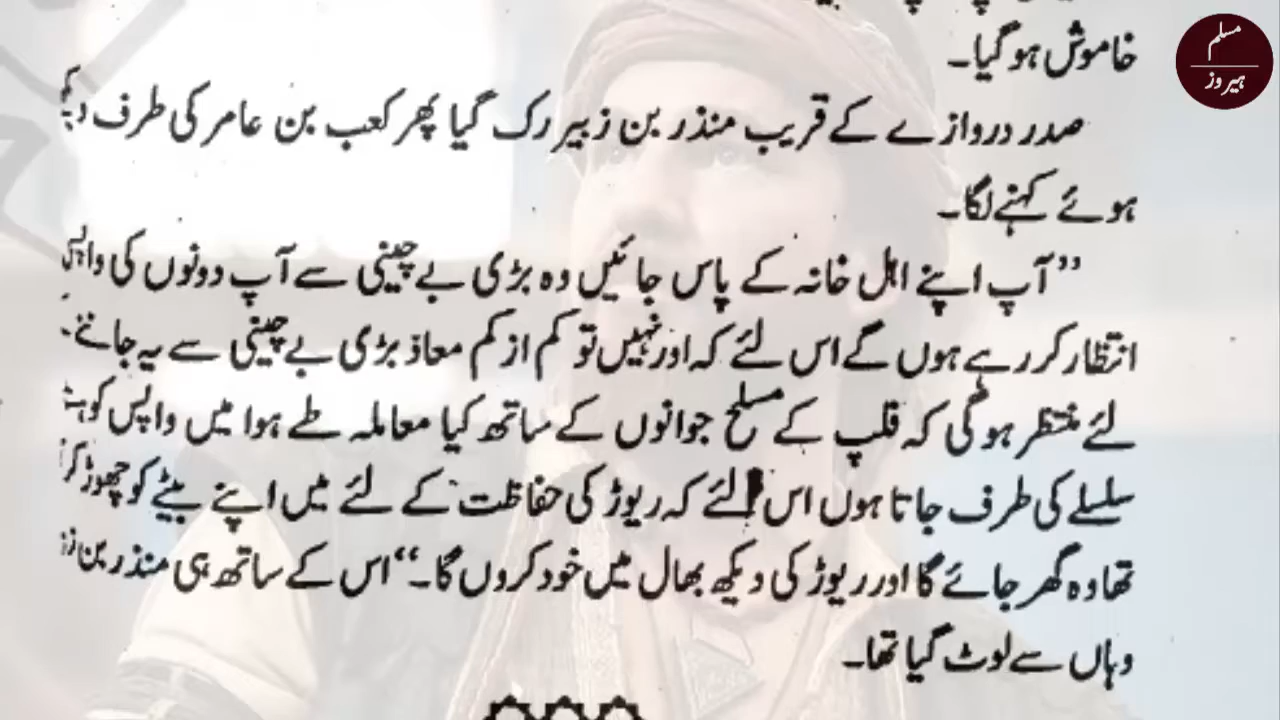 مسلم
ہیروز
خاموش ہو گیا۔
صدر دروازے کے قریب منذر بن زبیر رک گیا پھر کعب بن عامر کی طرف
ہوئے کہنے لگا۔
”آپ اپنے اہل خانہ کے پاس جائیں وہ بڑی بے چینی سے آپ دونوں کی
انتظار کر رہے ہوں گے اس لئے کہ اور نہیں تو کم از کم معاذ بڑی بے چینی سے یہ جاننے
لئے منتظر ہو گی کہ قلپ کے مسلح جوانوں کے ساتھ کیا معاملہ طے ہوا میں واپس
سلسلے کی طرف جاتا ہوں اس لئے کہ ریوڑ کی حفاظت کے لئے میں اپنے بیٹے کو چھوڑ کر
تھا وہ گھر جائے گا اور ریوڑ کی دیکھ بھال میں خود کروں گا۔“ اس کے ساتھ ہی منذر بن
وہاں سے لوٹ گیا تھا۔